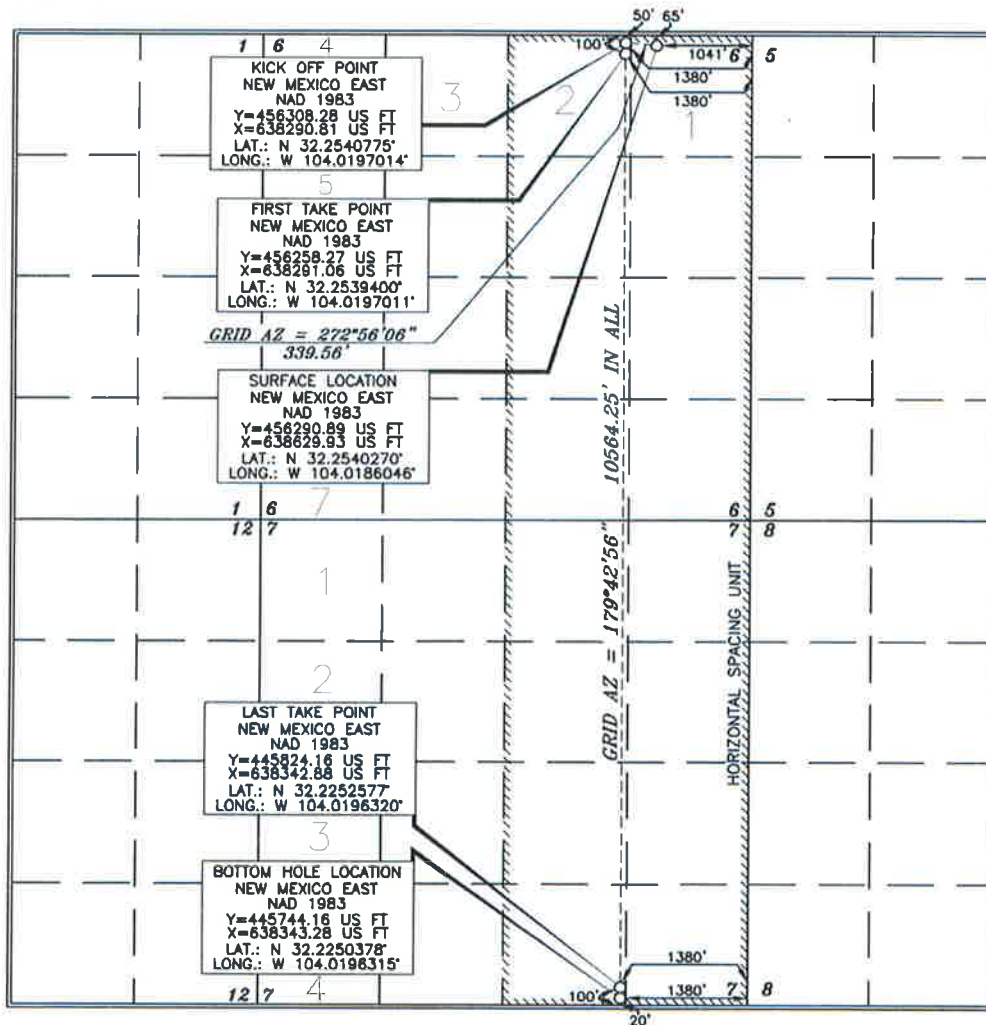 50' 65'
1 6 4
100'
1041' 6 5
KICK OFF POINT
NEW MEXICO EAST
NAD 1983
Y=456308.28 US FT
X=638290.81 US FT
LAT.: N 32.2540775°
LONG.: W 104.0197014°
3
2
1380'
1380'
1
5
FIRST TAKE POINT
NEW MEXICO EAST
NAD 1983
Y=456258.27 US FT
X=638291.06 US FT
LAT.: N 32.2539400°
LONG.: W 104.0197011°
GRID AZ = 272°56'06"
339.56'
SURFACE LOCATION
NEW MEXICO EAST
NAD 1983
Y=456290.89 US FT
X=638629.93 US FT
LAT.: N 32.2540270°
LONG.: W 104.0186046°
10564.25' IN ALL
7
1 6
6 5
12 7
7 8
1
GRID AZ = 179°42'56"
HORIZONTAL SPACING UNIT
2
LAST TAKE POINT
NEW MEXICO EAST
NAD 1983
Y=445824.16 US FT
X=638342.88 US FT
LAT.: N 32.2252577°
LONG.: W 104.0196320°
3
BOTTOM HOLE LOCATION
NEW MEXICO EAST
NAD 1983
Y=445744.16 US FT
X=638343.28 US FT
LAT.: N 32.2250378°
LONG.: W 104.0196315°
1380'
12 7 4
100'
1380' 7 8
20'